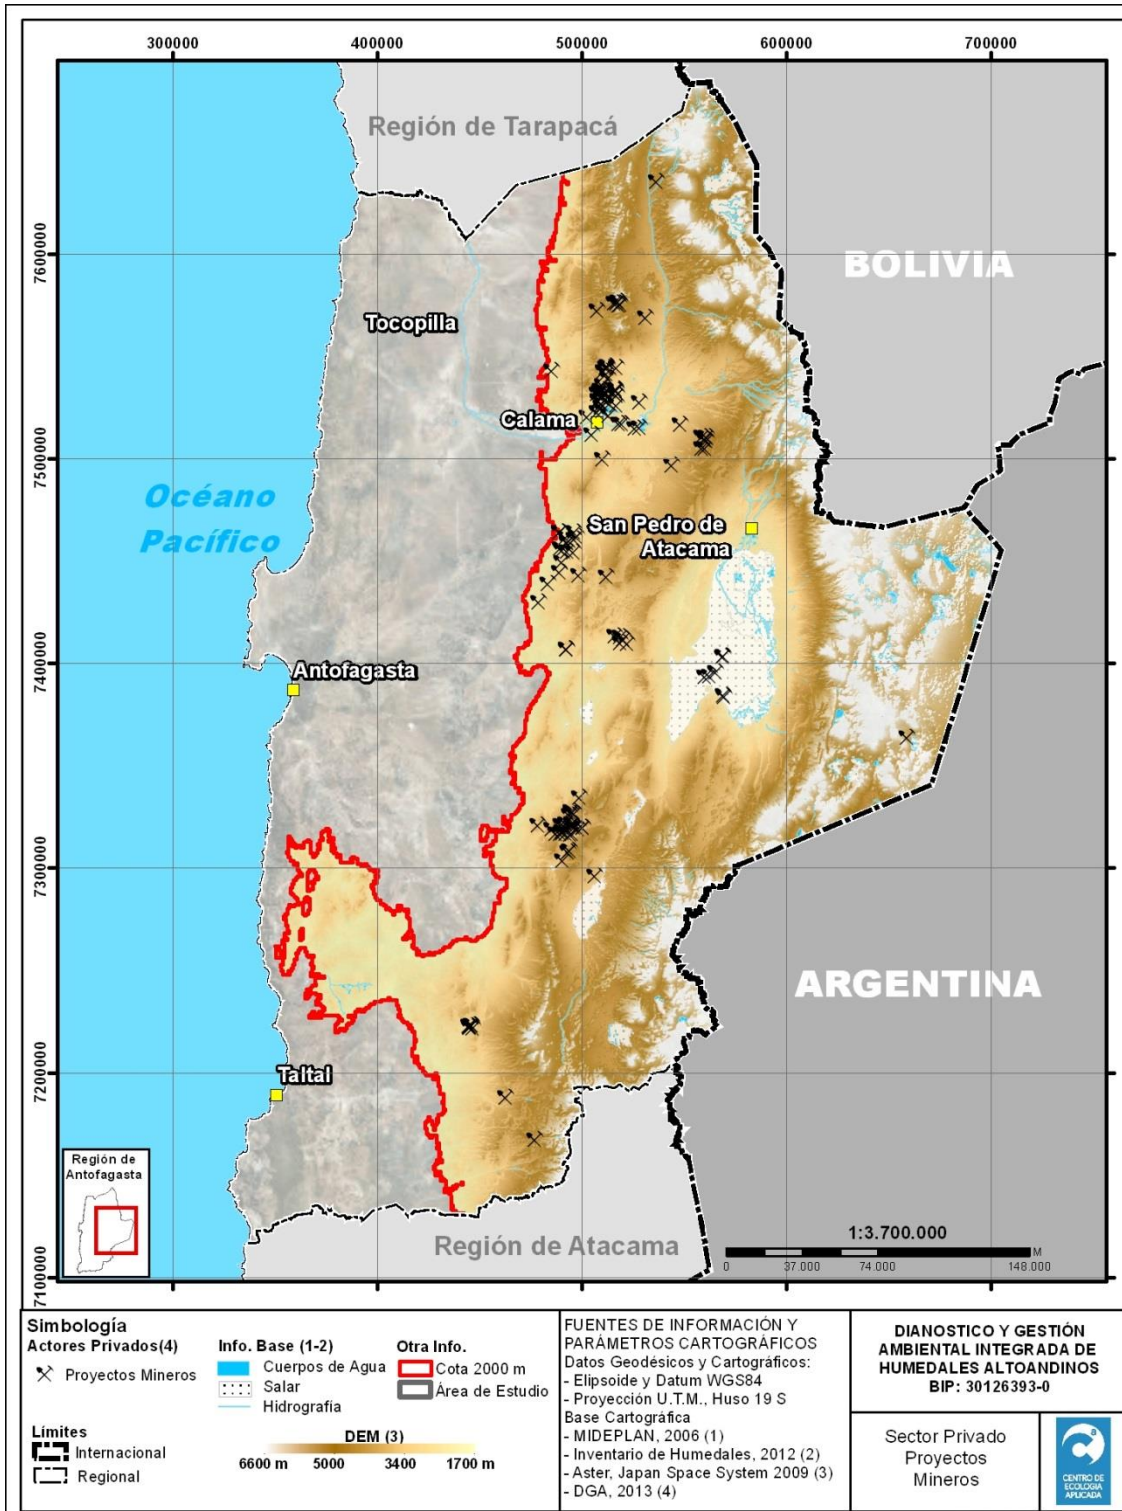 300000 400000 500000 600000 700000
Región de Tarapacá
7600000
BOLIVIA
Tocopilla
Calama
7500000
Océano
Pacífico
San Pedro de
Atacama
7400000
Antofagasta
7300000
ARGENTINA
7200000
Taltal
Región de
Antofagasta
Región de Atacama
1:3.700.000
M
0 37.000 74.000 148.000
7100000
Simbología
Actores Privados(4)
Proyectos Mineros
Límites
Internacional
Regional
Info. Base (1-2)
Cuerpos de Agua
Salar
Hidrografía
Otra Info.
Cota 2000 m
Área de Estudio
DEM (3)
6600 m 5000 3400 1700 m
FUENTES DE INFORMACIÓN Y
PARÁMETROS CARTOGRÁFICOS
Datos Geodésicos y Cartográficos:
- Elipsoide y Datum WGS84
- Proyección U.T.M., Huso 19 S
Base Cartográfica
- MIDEPLAN, 2006 (1)
- Inventario de Humedales, 2012 (2)
- Aster, Japan Space System 2009 (3)
- DGA, 2013 (4)
DIANOSTICO Y GESTIÓN
AMBIENTAL INTEGRADA DE
HUMEDALES ALTOANDINOS
BIP: 30126393-0
Sector Privado
Proyectos
Mineros
CENTRO DE
ECOLOGIA
APLICADA